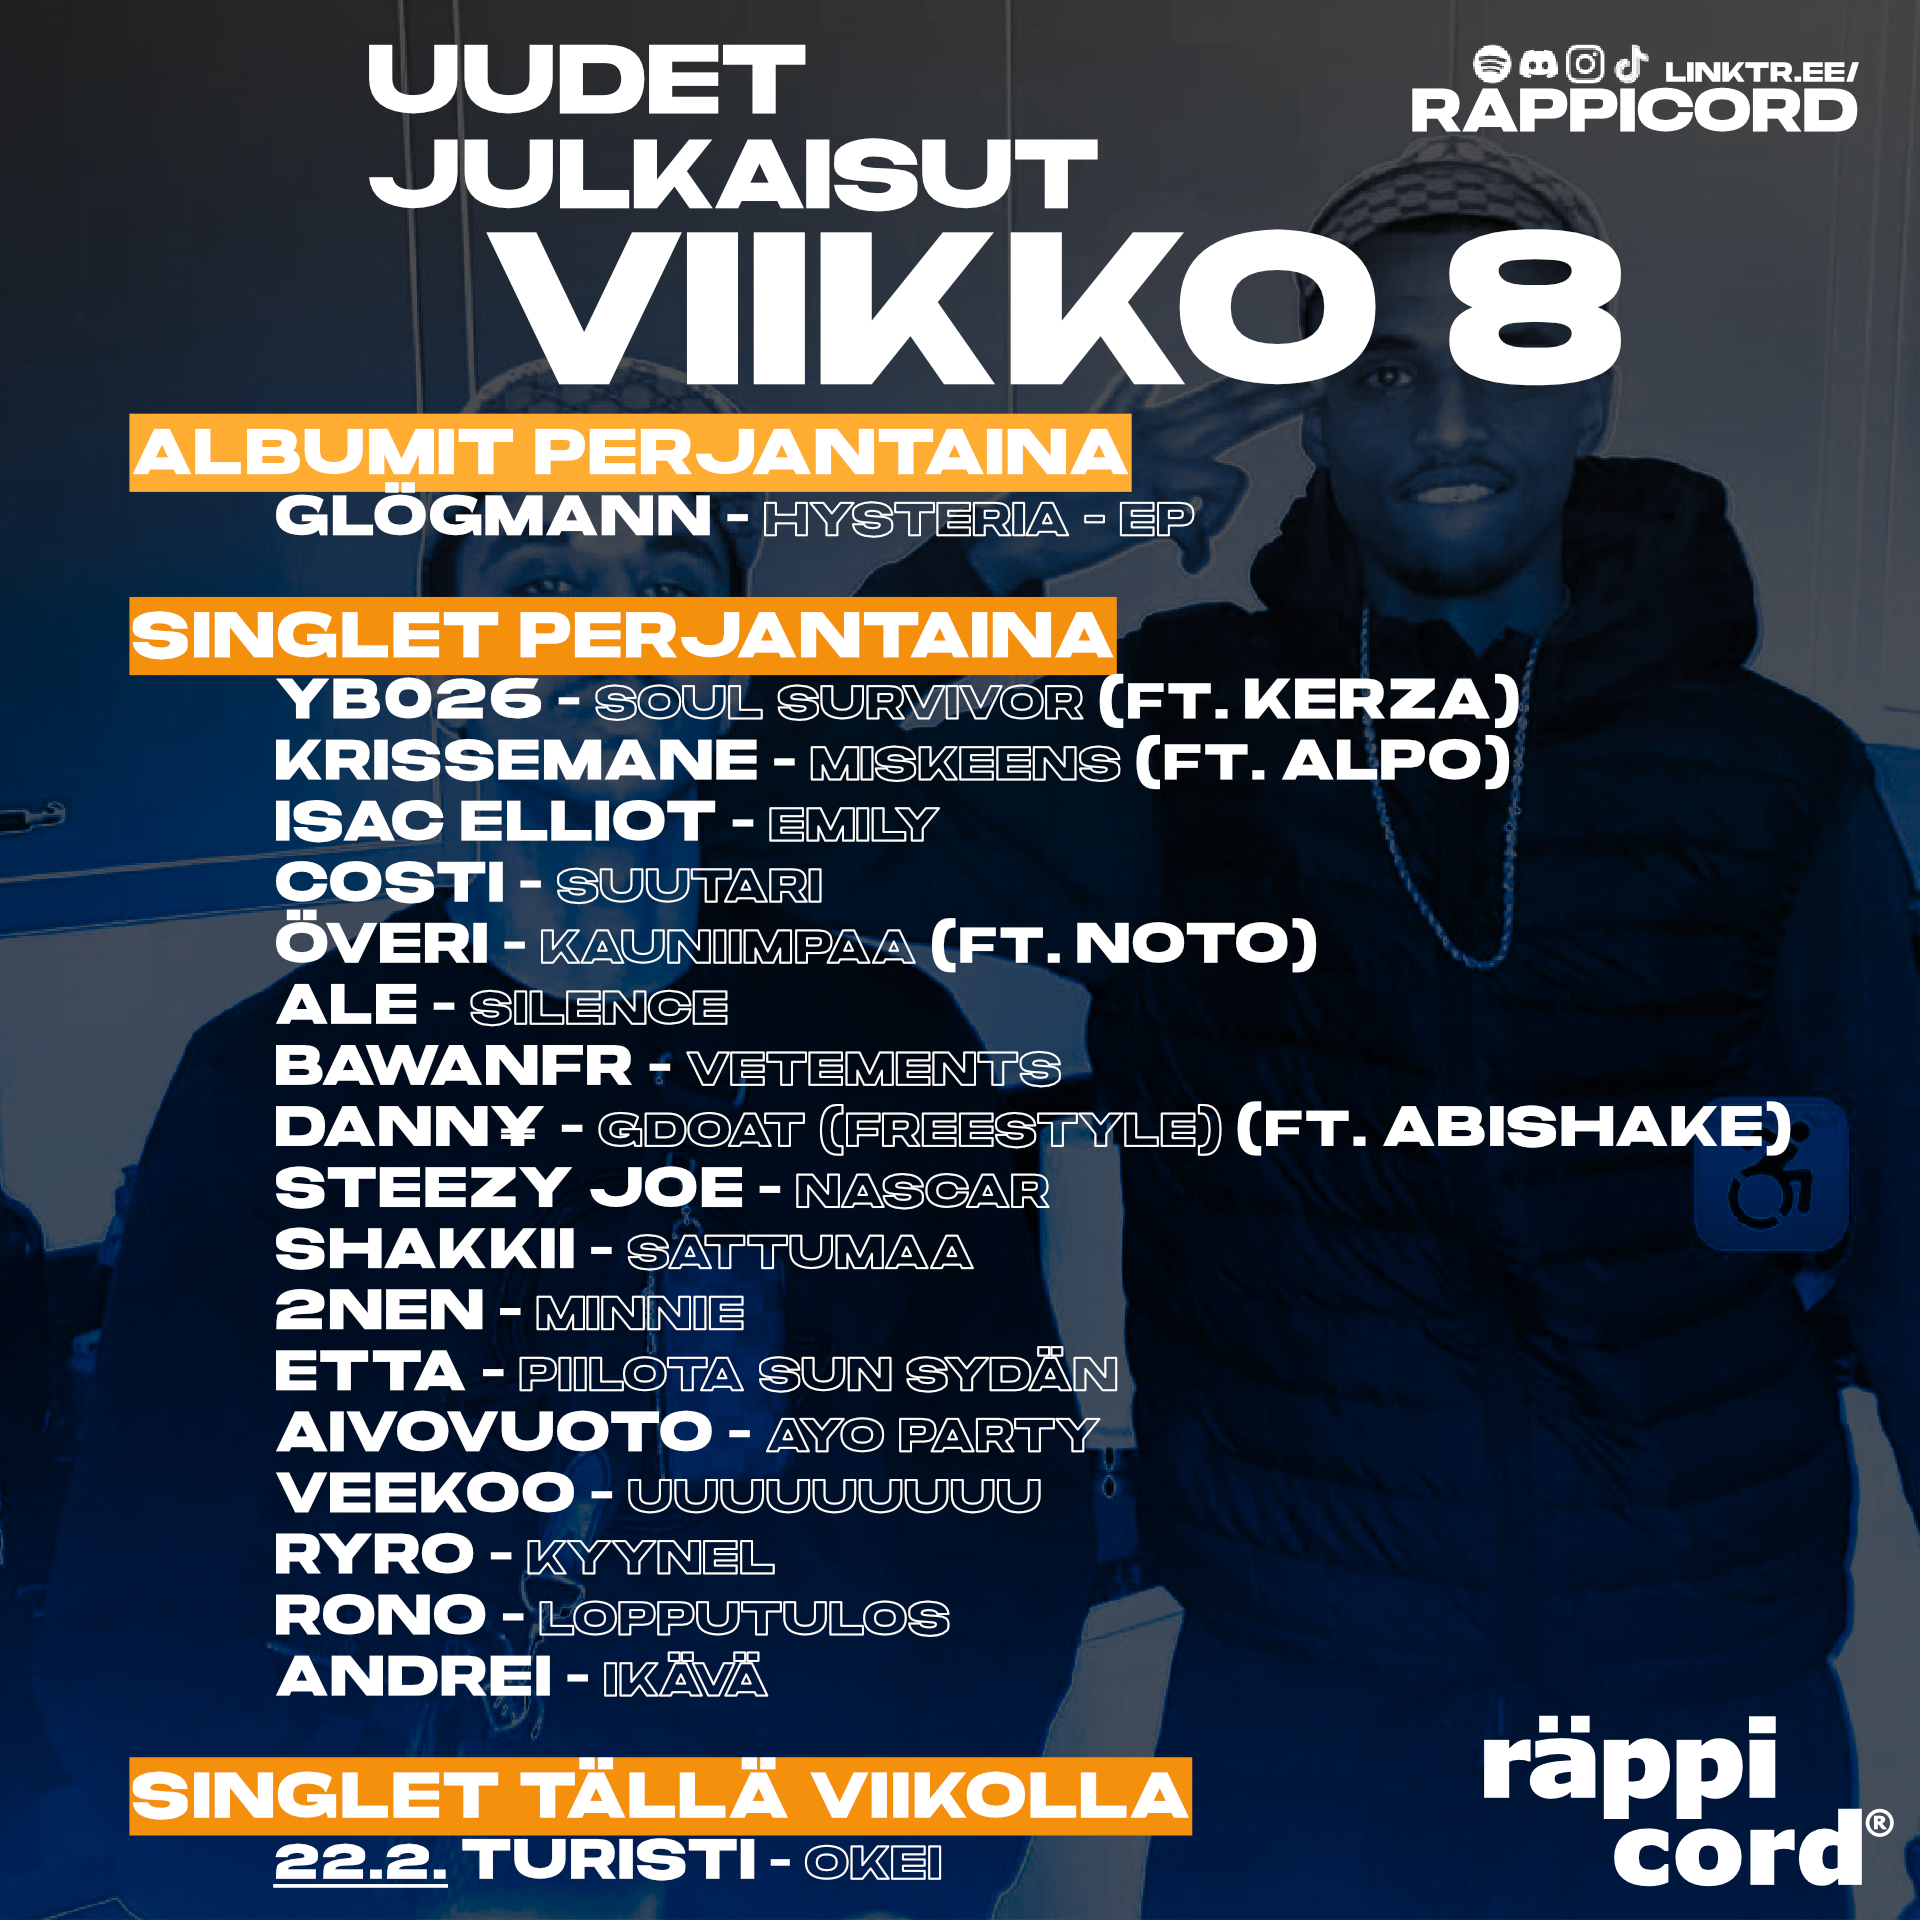 UUDET
JULKAISUT
VIIKKO 8
LINKTR.EE/
RAPPICORD
ALBUMIT PERJANTAINA
GLÖGMANN - HYSTERIA - EP
SINGLET PERJANTAINA
YB026 - SOUL SURVIVOR (FT. KERZA)
KRISSEMANE - MISKEENS (FT. ALPO)
ISAC ELLIOT - EMILY
COSTI - SUUTARI
ÖVERI - KAUNIIMPAA (FT. NOTO)
ALE - SILENCE
BAWANFR - VETEMENTS
DANN¥ - GDOAT (FREESTYLE) (FT. ABISHAKE)
STEEZY JOE - NASCAR
SHAKKII - SATTUMAA
2NEN - MINNIE
ETTA - PIILOTA SUN SYDÄN
AIVOVUOTO - AYO PARTY
VEEKOO - UUUUUUUUU
RYRO - KYYNEL
RONO - LOPPUTULOS
ANDREI - IKÄVÄ
SINGLET TÄLLÄ VIIKOLLA
22.2. TURISTI - OKEI
räppi
cord®